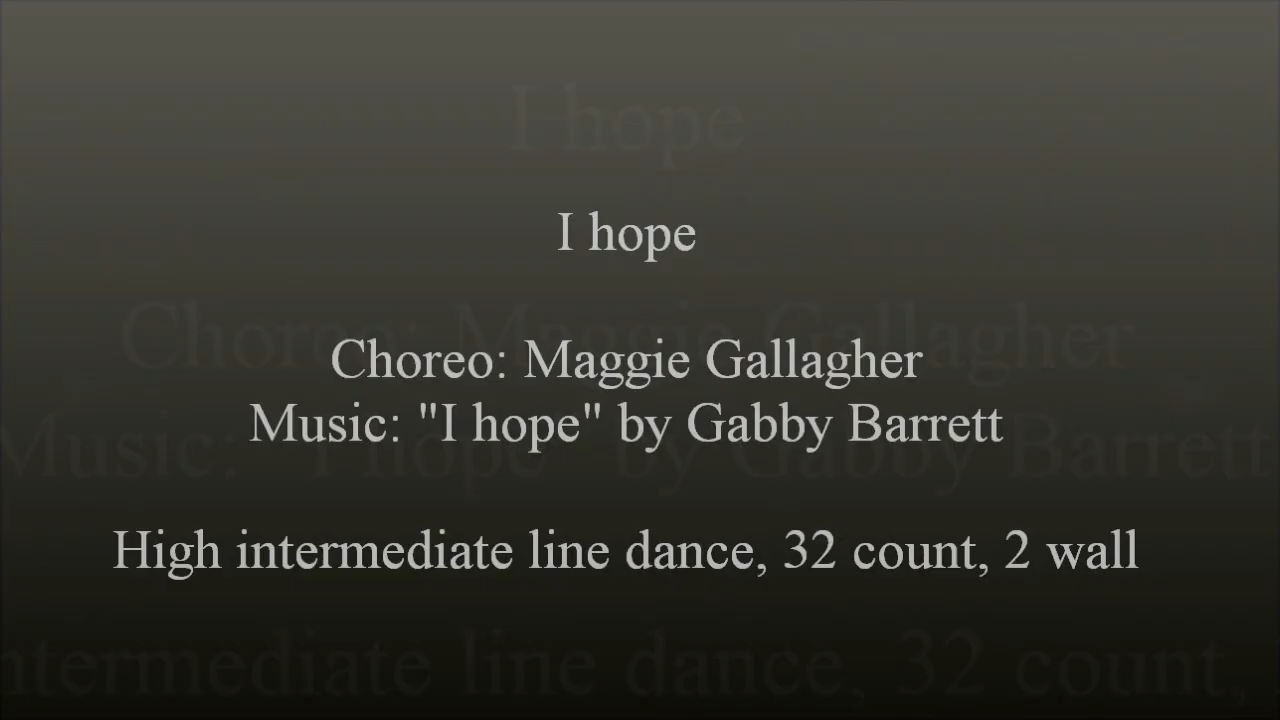 I hope
Choreo: Maggie Gallagher
Music: "I hope" by Gabby Barrett
High intermediate line dance, 32 count, 2 wall